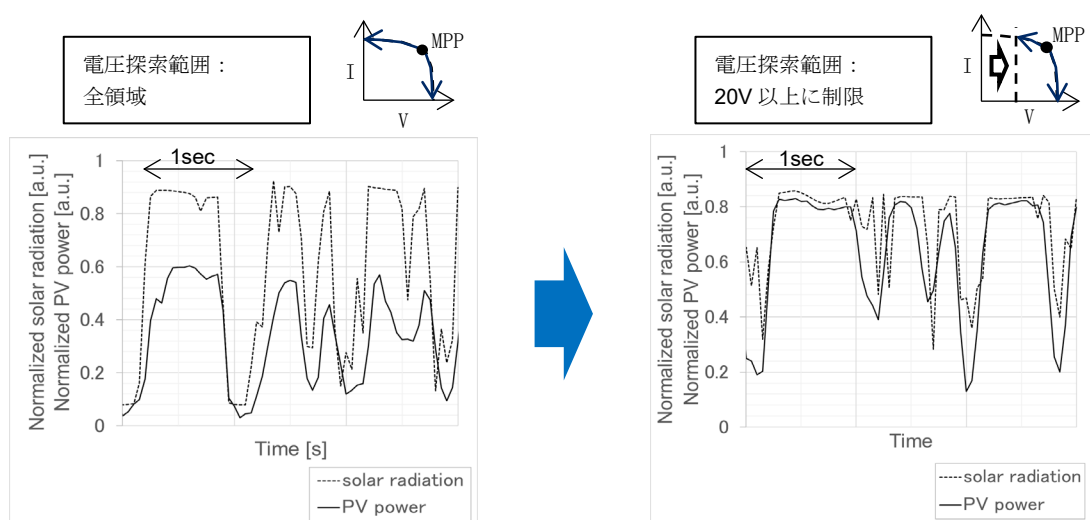 電圧探索範囲：
全領域
I
MPP
V
1sec
1
0.8
0.6
0.4
0.2
0
Normalized solar radiation [a.u.]
Normalized PV power [a.u.]
Time [s]
solar radiation
PV power
電圧探索範囲：
20V 以上に制限
I
MPP
V
1sec
1
0.8
0.6
0.4
0.2
0
Normalized solar radiation [a.u.]
Normalized PV power [a.u.]
Time
solar radiation
PV power